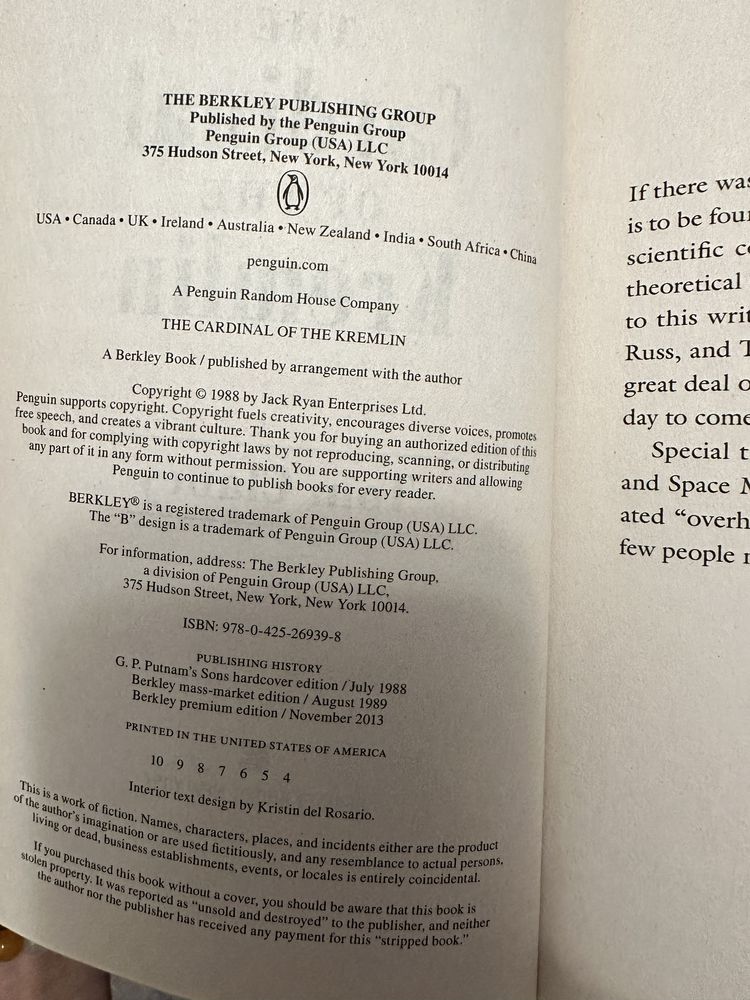 THE BERKLEY PUBLISHING GROUP
Published by the Penguin Group
Penguin Group (USA) LLC
375 Hudson Street, New York, New York 10014
USA • Canada • UK • Ireland • Australia • New Zealand • India • South Africa • China
penguin.com
A Penguin Random House Company
THE CARDINAL OF THE KREMLIN
A Berkley Book / published by arrangement with the author
Copyright © 1988 by Jack Ryan Enterprises Ltd.
Penguin supports copyright. Copyright fuels creativity, encourages diverse voices, promotes
free speech, and creates a vibrant culture. Thank you for buying an authorized edition of this
book and for complying with copyright laws by not reproducing, scanning, or distributing
any part of it in any form without permission. You are supporting writers and allowing
Penguin to continue to publish books for every reader.
BERKLEY® is a registered trademark of Penguin Group (USA) LLC.
The “B” design is a trademark of Penguin Group (USA) LLC.
For information, address: The Berkley Publishing Group,
a division of Penguin Group (USA) LLC,
375 Hudson Street, New York, New York 10014.
ISBN: 978-0-425-26939-8
PUBLISHING HISTORY
G. P. Putnam's Sons hardcover edition / July 1988
Berkley mass-market edition / August 1989
Berkley premium edition / November 2013
PRINTED IN THE UNITED STATES OF AMERICA
10 9 8 7 6 5 4
Interior text design by Kristin del Rosario.
This is a work of fiction. Names, characters, places, and incidents either are the product
of the author's imagination or are used fictitiously, and any resemblance to actual persons,
living or dead, business establishments, events, or locales is entirely coincidental.
If you purchased this book without a cover, you should be aware that this book is
stolen property. It was reported as “unsold and destroyed” to the publisher, and neither
the author nor the publisher has received any payment for this “stripped book.”
If there was
is to be
scientific
theoretical
to this
Russ, and
great deal
day to come
Special
and Space
ated
few people